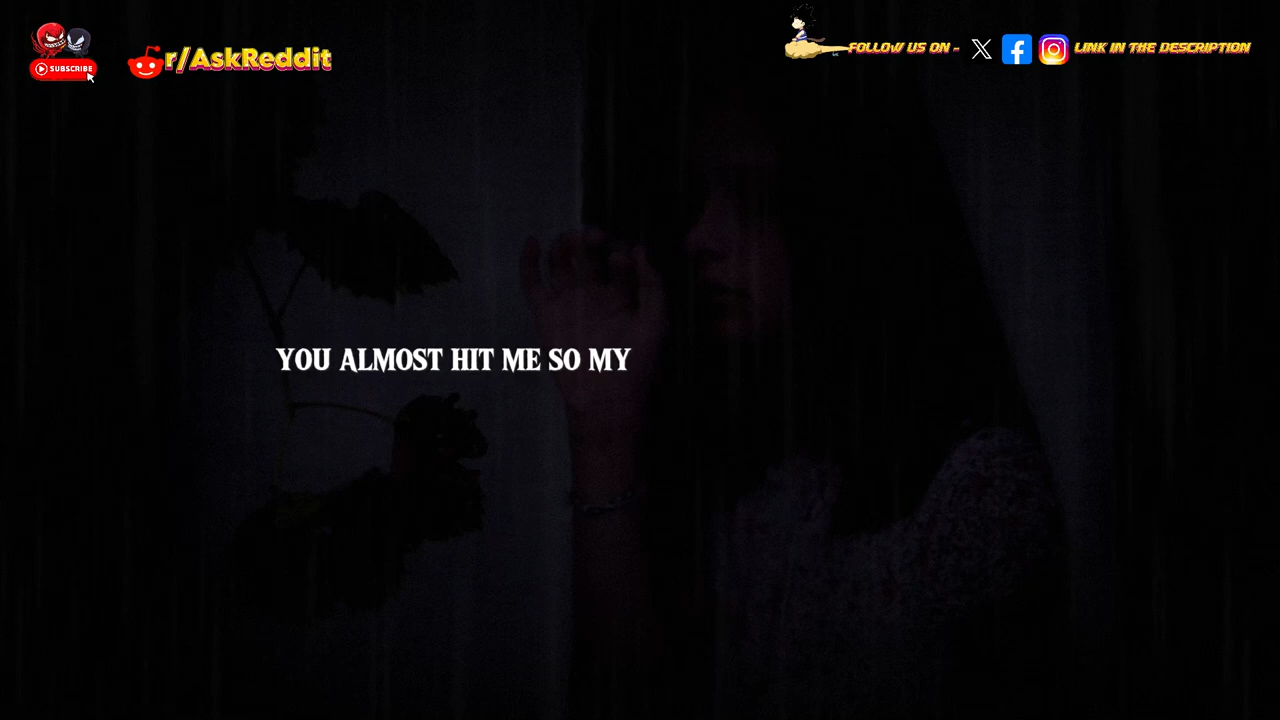 SUBSCRIBE
r/AskReddit
FOLLOW US ON -
LINK IN THE DESCRIPTION
YOU ALMOST HIT ME SO MY